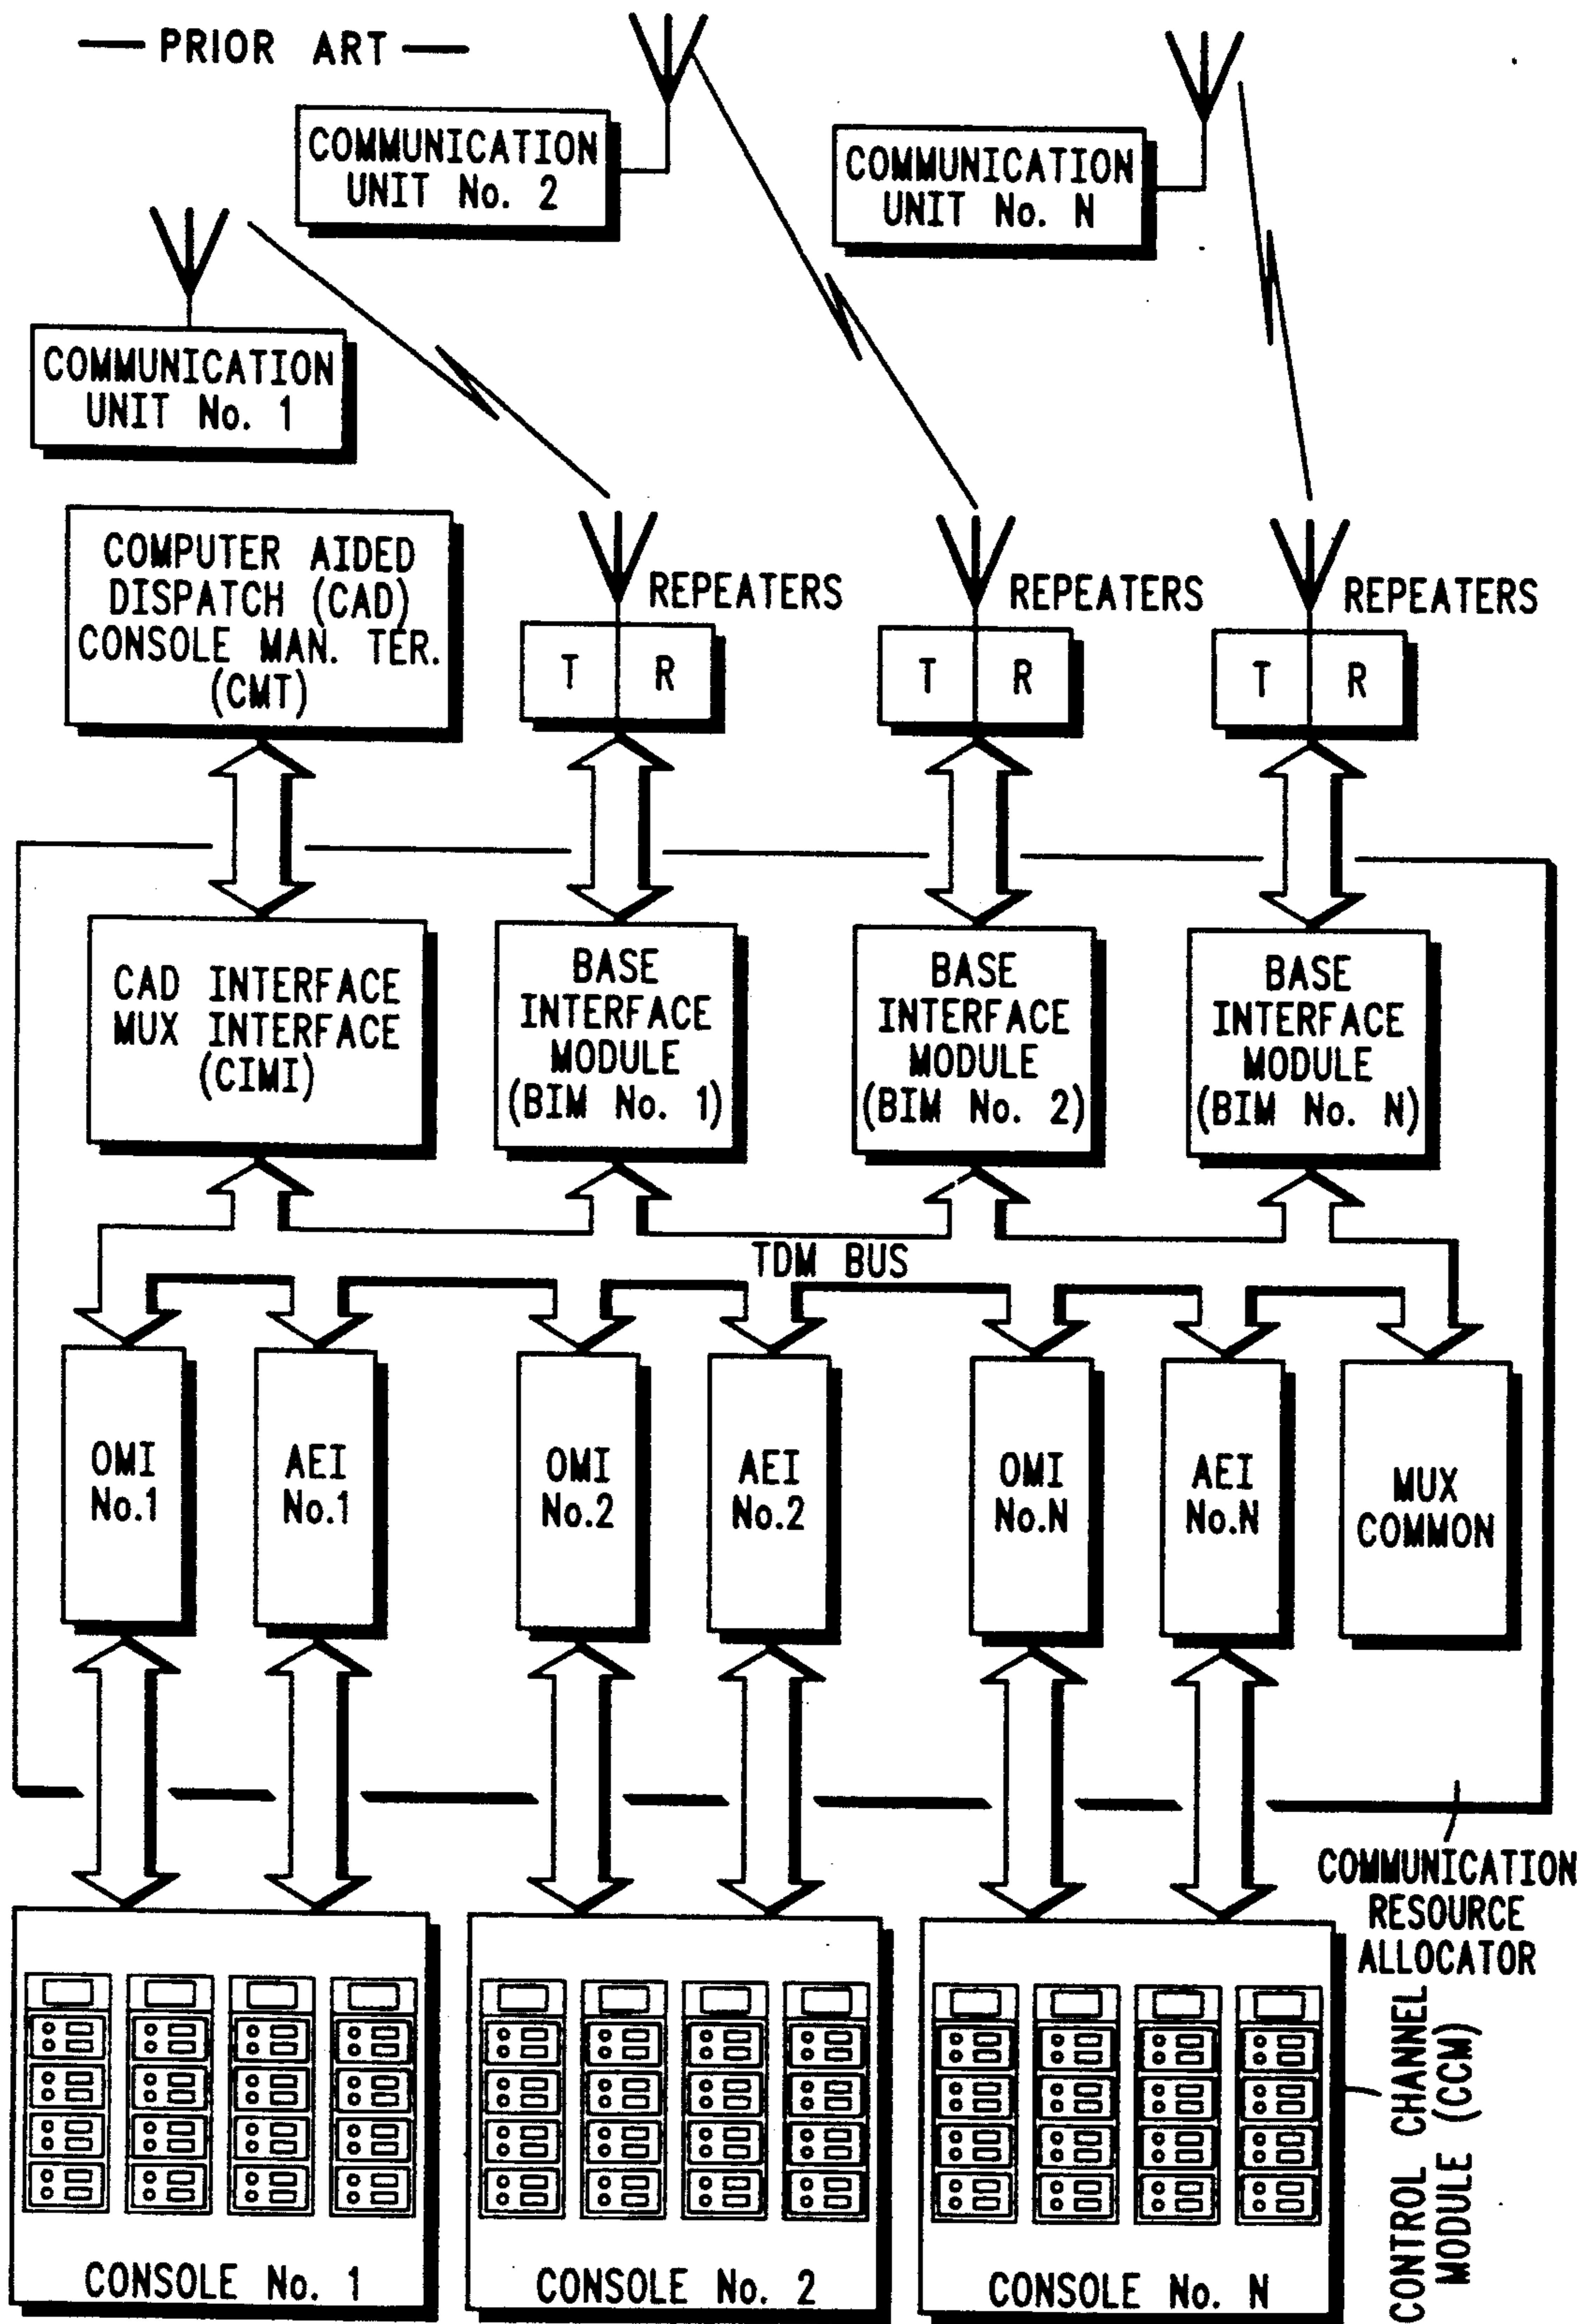 — PRIOR ART —
COMMUNICATION
UNIT No. 2
COMMUNICATION
UNIT No. N
COMMUNICATION
UNIT No. 1
COMPUTER AIDED
DISPATCH (CAD)
CONSOLE MAN. TER.
(CMT)
REPEATERS
T R
REPEATERS
T R
REPEATERS
T R
CAD INTERFACE
MUX INTERFACE
(CIMI)
BASE
INTERFACE
MODULE
(BIM No. 1)
BASE
INTERFACE
MODULE
(BIM No. 2)
BASE
INTERFACE
MODULE
(BIM No. N)
TDM BUS
OMI
No.1
AEI
No.1
OMI
No.2
AEI
No.2
OMI
No.N
AEI
No.N
MUX
COMMON
COMMUNICATION
RESOURCE
ALLOCATOR
CONTROL CHANNEL
MODULE (CCM)
CONSOLE No. 1
CONSOLE No. 2
CONSOLE No. N